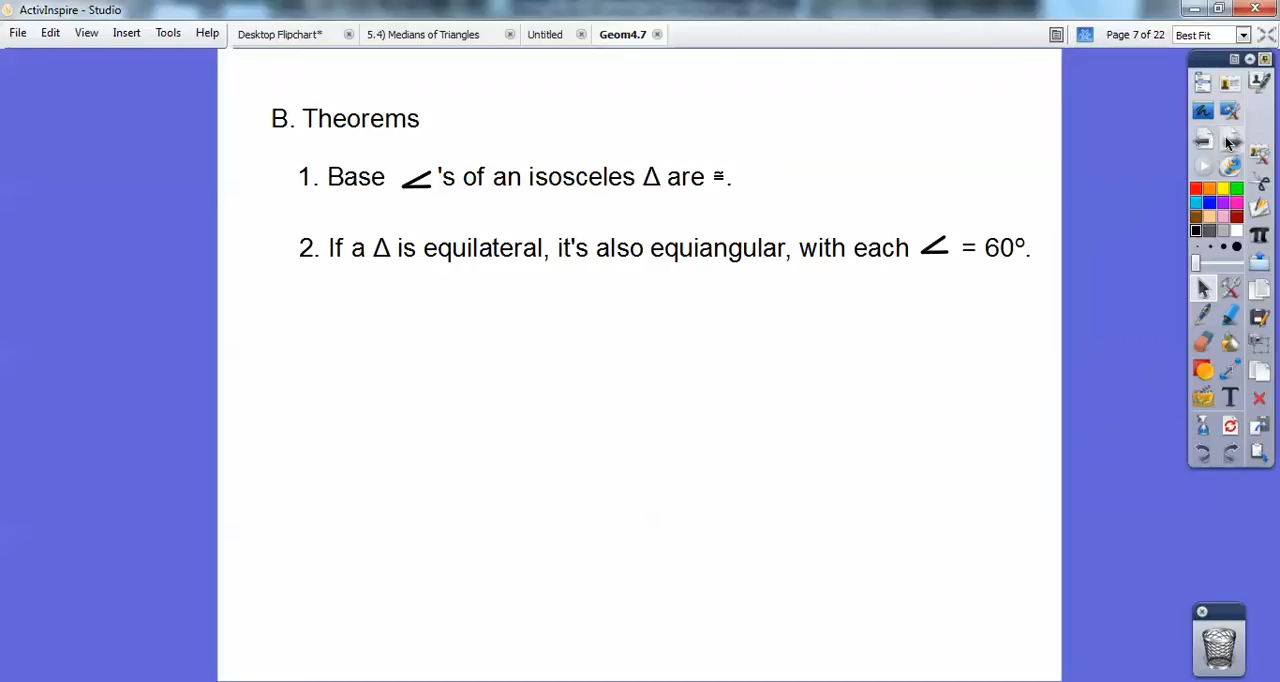 ActivInspire - Studio
File Edit View Insert Tools Help
Desktop Flipchart* 5.4) Medians of Triangles Untitled Geom4.7
Page 7 of 22 Best Fit
B. Theorems
1. Base ∠'s of an isosceles Δ are ≅.
2. If a Δ is equilateral, it's also equiangular, with each ∠ = 60º.